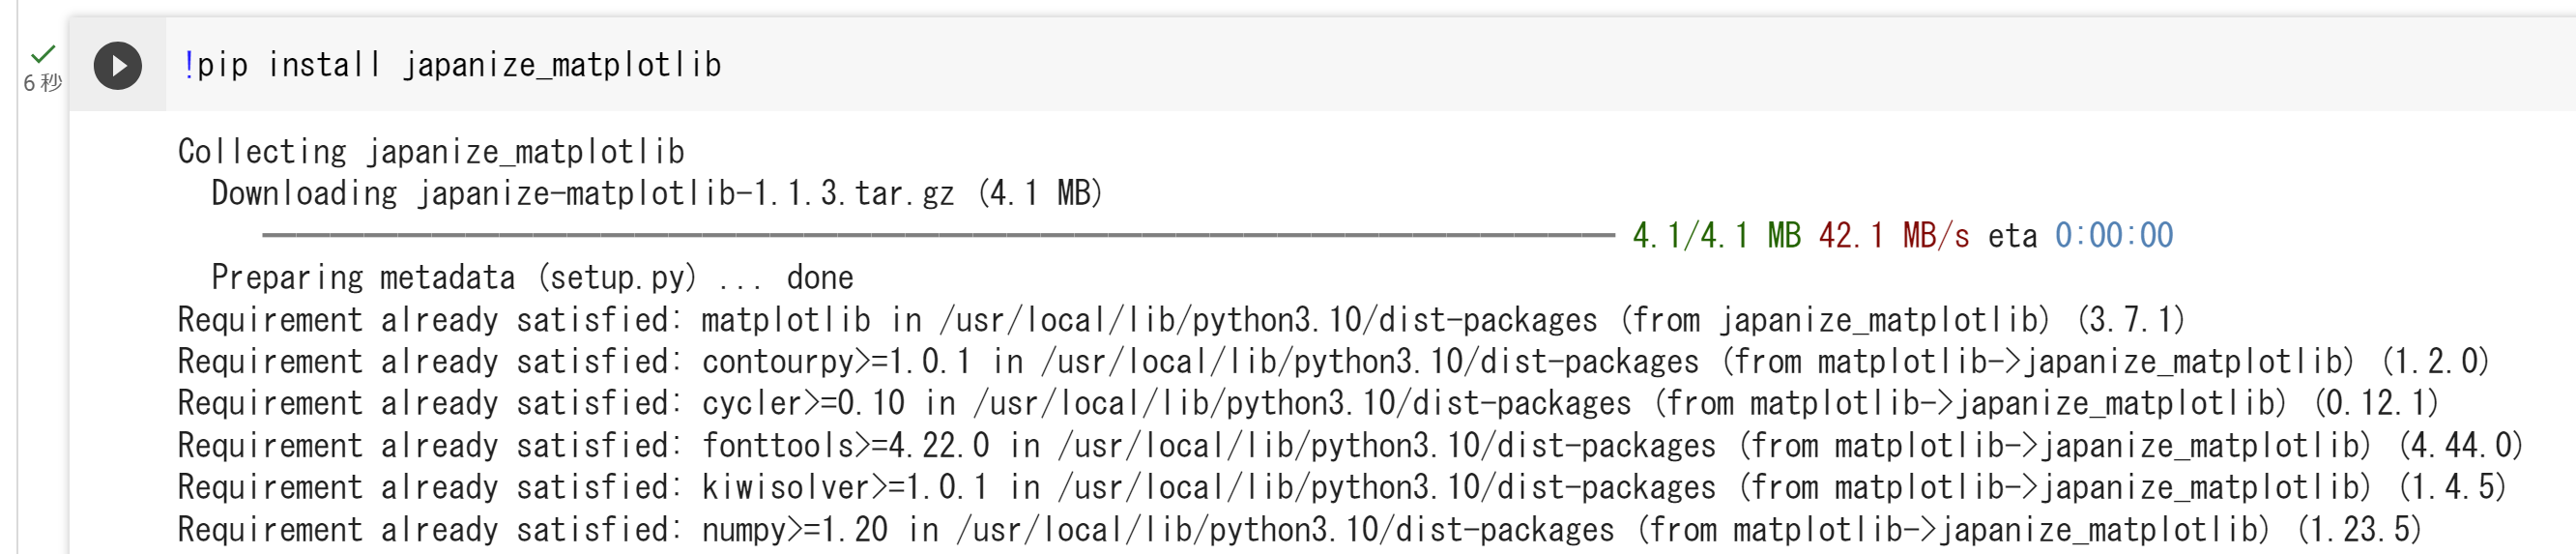 !pip install japanize_matplotlib
6 秒
Collecting japanize_matplotlib
Downloading japanize-matplotlib-1.1.3.tar.gz (4.1 MB)
4.1/4.1 MB 42.1 MB/s eta 0:00:00
Preparing metadata (setup.py) ... done
Requirement already satisfied: matplotlib in /usr/local/lib/python3.10/dist-packages (from japanize_matplotlib) (3.7.1)
Requirement already satisfied: contourpy>=1.0.1 in /usr/local/lib/python3.10/dist-packages (from matplotlib->japanize_matplotlib) (1.2.0)
Requirement already satisfied: cycler>=0.10 in /usr/local/lib/python3.10/dist-packages (from matplotlib->japanize_matplotlib) (0.12.1)
Requirement already satisfied: fonttools>=4.22.0 in /usr/local/lib/python3.10/dist-packages (from matplotlib->japanize_matplotlib) (4.44.0)
Requirement already satisfied: kiwisolver>=1.0.1 in /usr/local/lib/python3.10/dist-packages (from matplotlib->japanize_matplotlib) (1.4.5)
Requirement already satisfied: numpy>=1.20 in /usr/local/lib/python3.10/dist-packages (from matplotlib->japanize_matplotlib) (1.23.5)